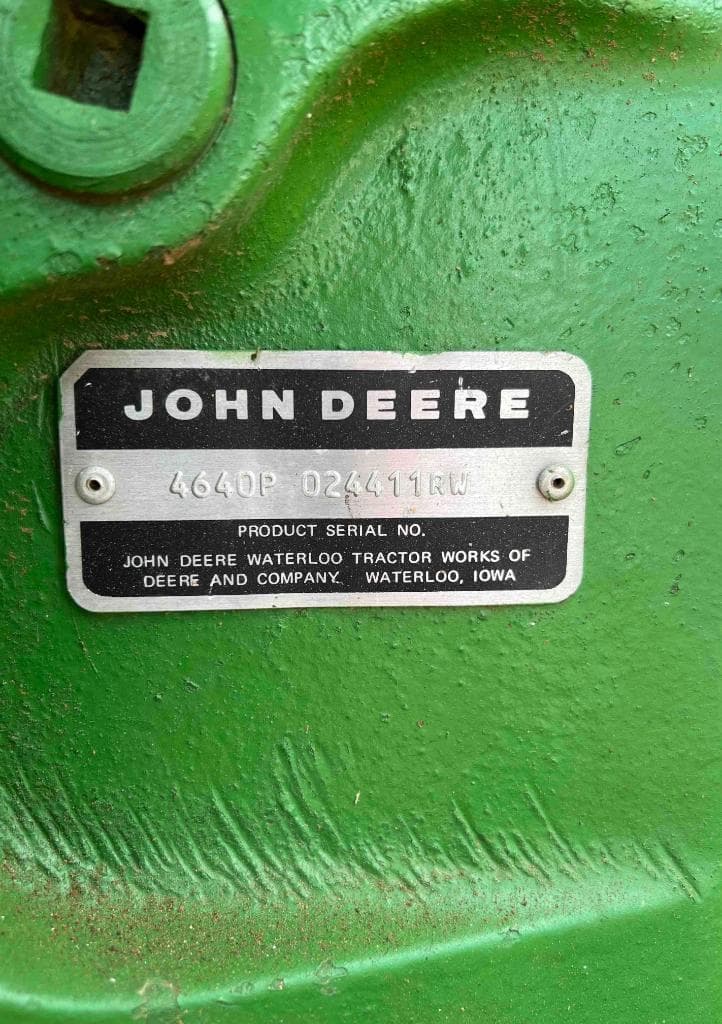 JOHN DEERE
4640P 024411RW
PRODUCT SERIAL NO.
JOHN DEERE WATERLOO TRACTOR WORKS OF
DEERE AND COMPANY. WATERLOO, IOWA